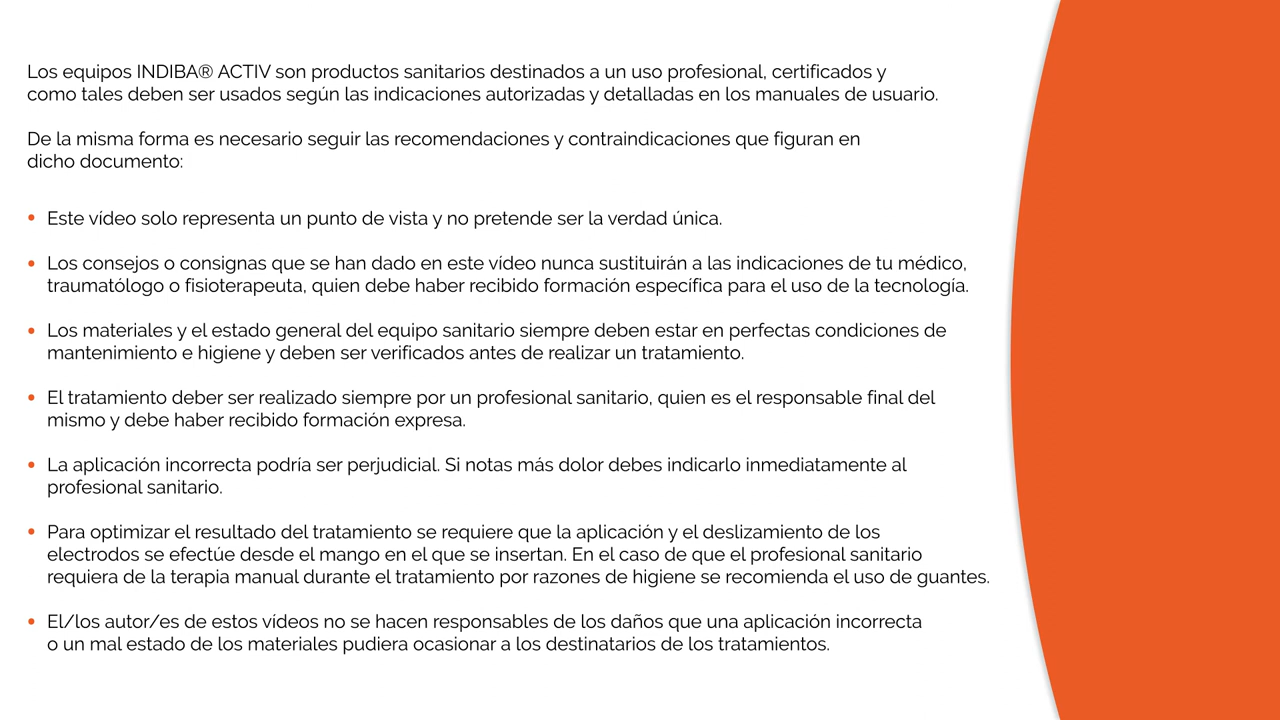 Los equipos INDIBA® ACTIV son productos sanitarios destinados a un uso profesional, certificados y
como tales deben ser usados según las indicaciones autorizadas y detalladas en los manuales de usuario.
De la misma forma es necesario seguir las recomendaciones y contraindicaciones que figuran en
dicho documento:
• Este vídeo solo representa un punto de vista y no pretende ser la verdad única.
• Los consejos o consignas que se han dado en este vídeo nunca sustituirán a las indicaciones de tu médico,
traumatólogo o fisioterapeuta, quien debe haber recibido formación específica para el uso de la tecnología.
• Los materiales y el estado general del equipo sanitario siempre deben estar en perfectas condiciones de
mantenimiento e higiene y deben ser verificados antes de realizar un tratamiento.
• El tratamiento deber ser realizado siempre por un profesional sanitario, quien es el responsable final del
mismo y debe haber recibido formación expresa.
• La aplicación incorrecta podría ser perjudicial. Si notas más dolor debes indicarlo inmediatamente al
profesional sanitario.
• Para optimizar el resultado del tratamiento se requiere que la aplicación y el deslizamiento de los
electrodos se efectúe desde el mango en el que se insertan. En el caso de que el profesional sanitario
requiera de la terapia manual durante el tratamiento por razones de higiene se recomienda el uso de guantes.
• El/los autor/es de estos vídeos no se hacen responsables de los daños que una aplicación incorrecta
o un mal estado de los materiales pudiera ocasionar a los destinatarios de los tratamientos.